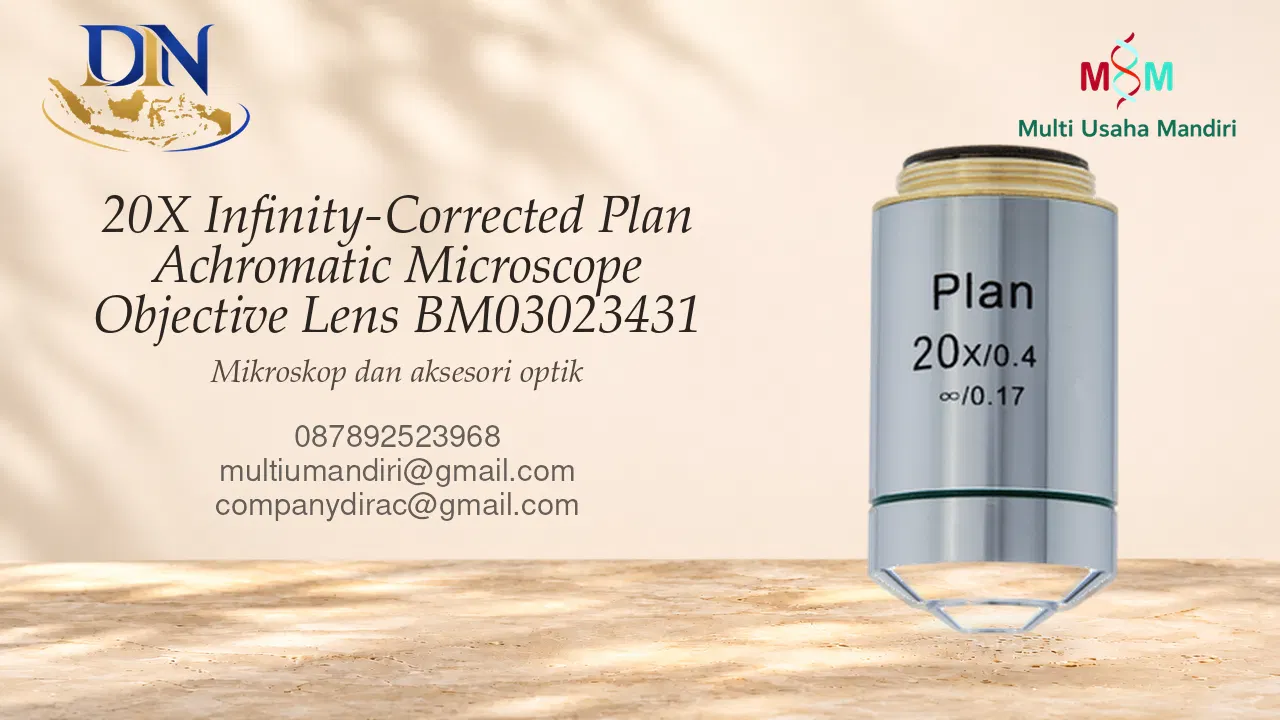 DIN
M M
Multi Usaha Mandiri
20X Infinity-Corrected Plan
Achromatic Microscope
Objective Lens BM03023431
Mikroskop dan aksesori optik
087892523968
multiumandiri@gmail.com
companydirac@gmail.com
Plan
20X/0.4
∞/0.17